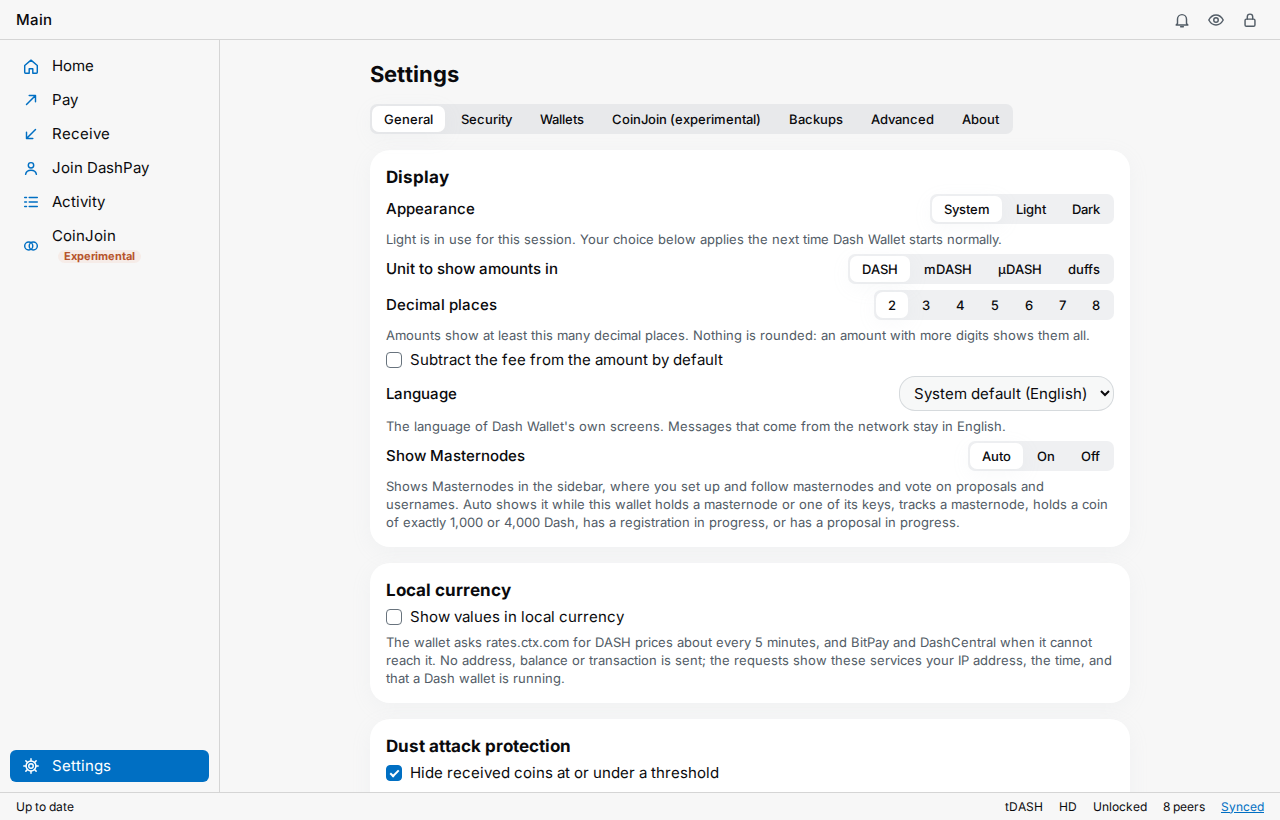 Main
Home
Pay
Receive
Join DashPay
Activity
CoinJoin
Experimental
Settings
Settings
General
Security
Wallets
CoinJoin (experimental)
Backups
Advanced
About
Display
Appearance
System
Light
Dark
Light is in use for this session. Your choice below applies the next time Dash Wallet starts normally.
Unit to show amounts in
DASH
mDASH
µDASH
duffs
Decimal places
2
3
4
5
6
7
8
Amounts show at least this many decimal places. Nothing is rounded: an amount with more digits shows them all.
Subtract the fee from the amount by default
Language
System default (English)
The language of Dash Wallet's own screens. Messages that come from the network stay in English.
Show Masternodes
Auto
On
Off
Shows Masternodes in the sidebar, where you set up and follow masternodes and vote on proposals and
usernames. Auto shows it while this wallet holds a masternode or one of its keys, tracks a masternode, holds a coin
of exactly 1,000 or 4,000 Dash, has a registration in progress, or has a proposal in progress.
Local currency
Show values in local currency
The wallet asks rates.ctx.com for DASH prices about every 5 minutes, and BitPay and DashCentral when it cannot
reach it. No address, balance or transaction is sent; the requests show these services your IP address, the time, and
that a Dash wallet is running.
Dust attack protection
Hide received coins at or under a threshold
Up to date
tDASH
HD
Unlocked
8 peers
Synced